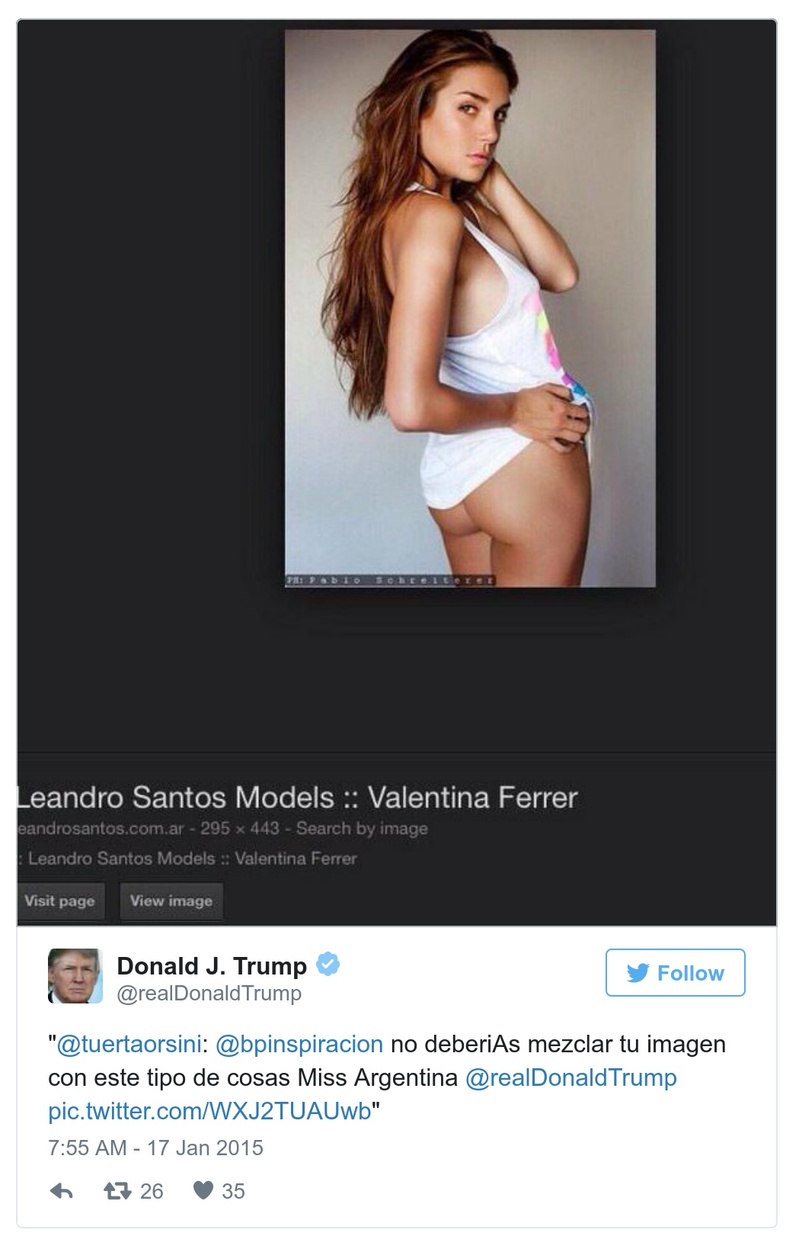 PH: Pablo Schreiterer
Leandro Santos Models :: Valentina Ferrer
eandrosantos.com.ar - 295 × 443 - Search by image
: Leandro Santos Models :: Valentina Ferrer
Visit page View image
Donald J. Trump
@realDonaldTrump
Follow
"@tuertaorsini: @bpinspiracion no deberiAs mezclar tu imagen
con este tipo de cosas Miss Argentina @realDonaldTrump
pic.twitter.com/WXJ2TUAUwb"
7:55 AM - 17 Jan 2015
26 35